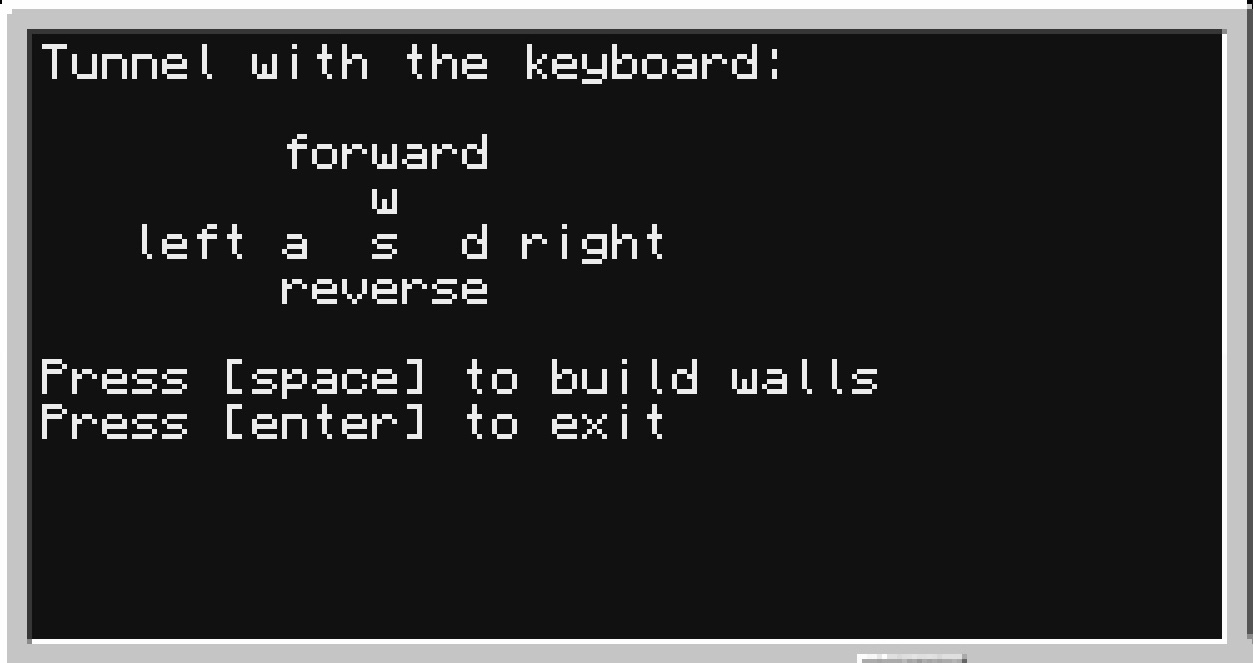 Tunnel with the keyboard:
forward
w
left a s d right
reverse
Press [space] to build walls
Press [enter] to exit